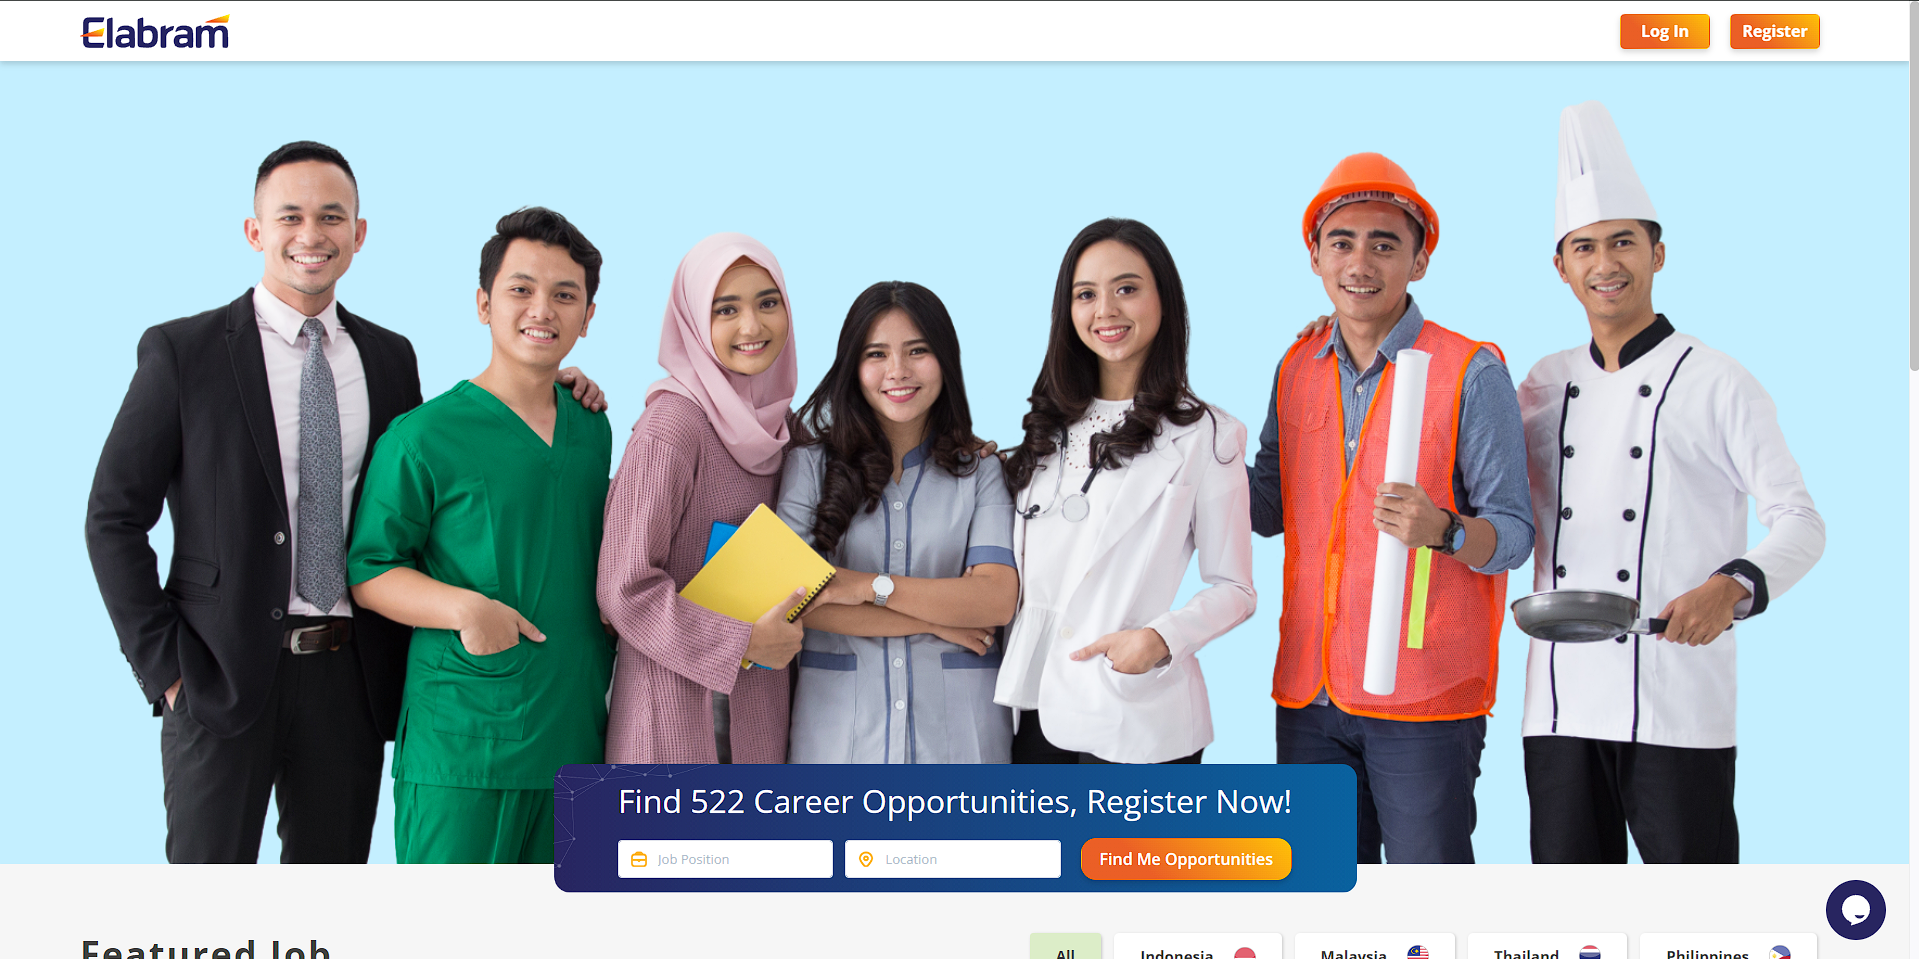 Elabram
Log In
Register
Find 522 Career Opportunities, Register Now!
Job Position
Location
Find Me Opportunities
Featured Job
All
Indonesia
Malaysia
Thailand
Philippines